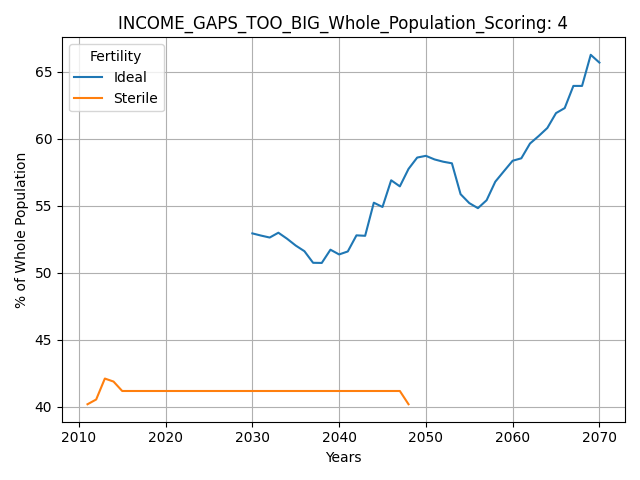 INCOME_GAPS_TOO_BIG_Whole_Population_Scoring: 4
Fertility
Ideal
Sterile
% of Whole Population
65
60
55
50
45
40
2010 2020 2030 2040 2050 2060 2070
Years